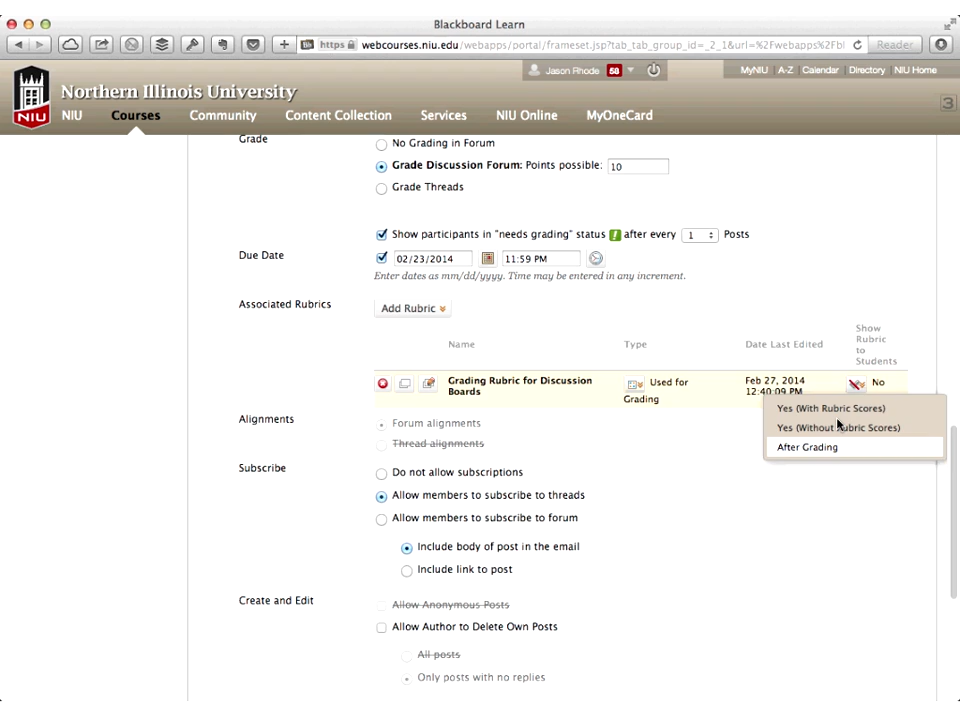 Blackboard Learn
https webcourses.niu.edu/webapps/portal/frameset.jsp?tab_tab_group_id=_2_1&url=%2Fwebapps%2Fbl Reader
Jason Rhode 50 MyNIU A-Z Calendar Directory NIU Home
Northern Illinois University
NIU
NIU Courses Community Content Collection Services NIU Online MyOneCard
3
Grade
No Grading in Forum
Grade Discussion Forum: Points possible: 10
Grade Threads
Show participants in "needs grading" status ! after every 1 Posts
Due Date
02/23/2014 11:59 PM
Enter dates as mm/dd/yyyy. Time may be entered in any increment.
Associated Rubrics
Add Rubric
Name Type Date Last Edited Show Rubric to Students
Grading Rubric for Discussion Boards
Used for Grading
Feb 27, 2014 12:40:09 PM
No
Yes (With Rubric Scores)
Yes (Without Rubric Scores)
After Grading
Alignments
Forum alignments
Thread alignments
Subscribe
Do not allow subscriptions
Allow members to subscribe to threads
Allow members to subscribe to forum
Include body of post in the email
Include link to post
Create and Edit
Allow Anonymous Posts
Allow Author to Delete Own Posts
All posts
Only posts with no replies